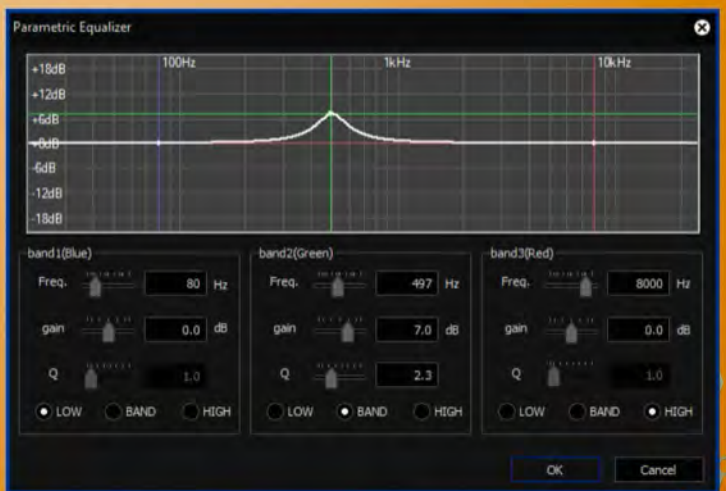 Parametric Equalizer
100Hz 1kHz 10kHz
+18dB
+12dB
+6dB
+0dB
-6dB
-12dB
-18dB
band1(Blue) band2(Green) band3(Red)
Freq. 80 Hz Freq. 497 Hz Freq. 8000 Hz
gain 0.0 dB gain 7.0 dB gain 0.0 dB
Q 1.0 Q 2.3 Q 1.0
LOW BAND HIGH LOW BAND HIGH LOW BAND HIGH
OK Cancel